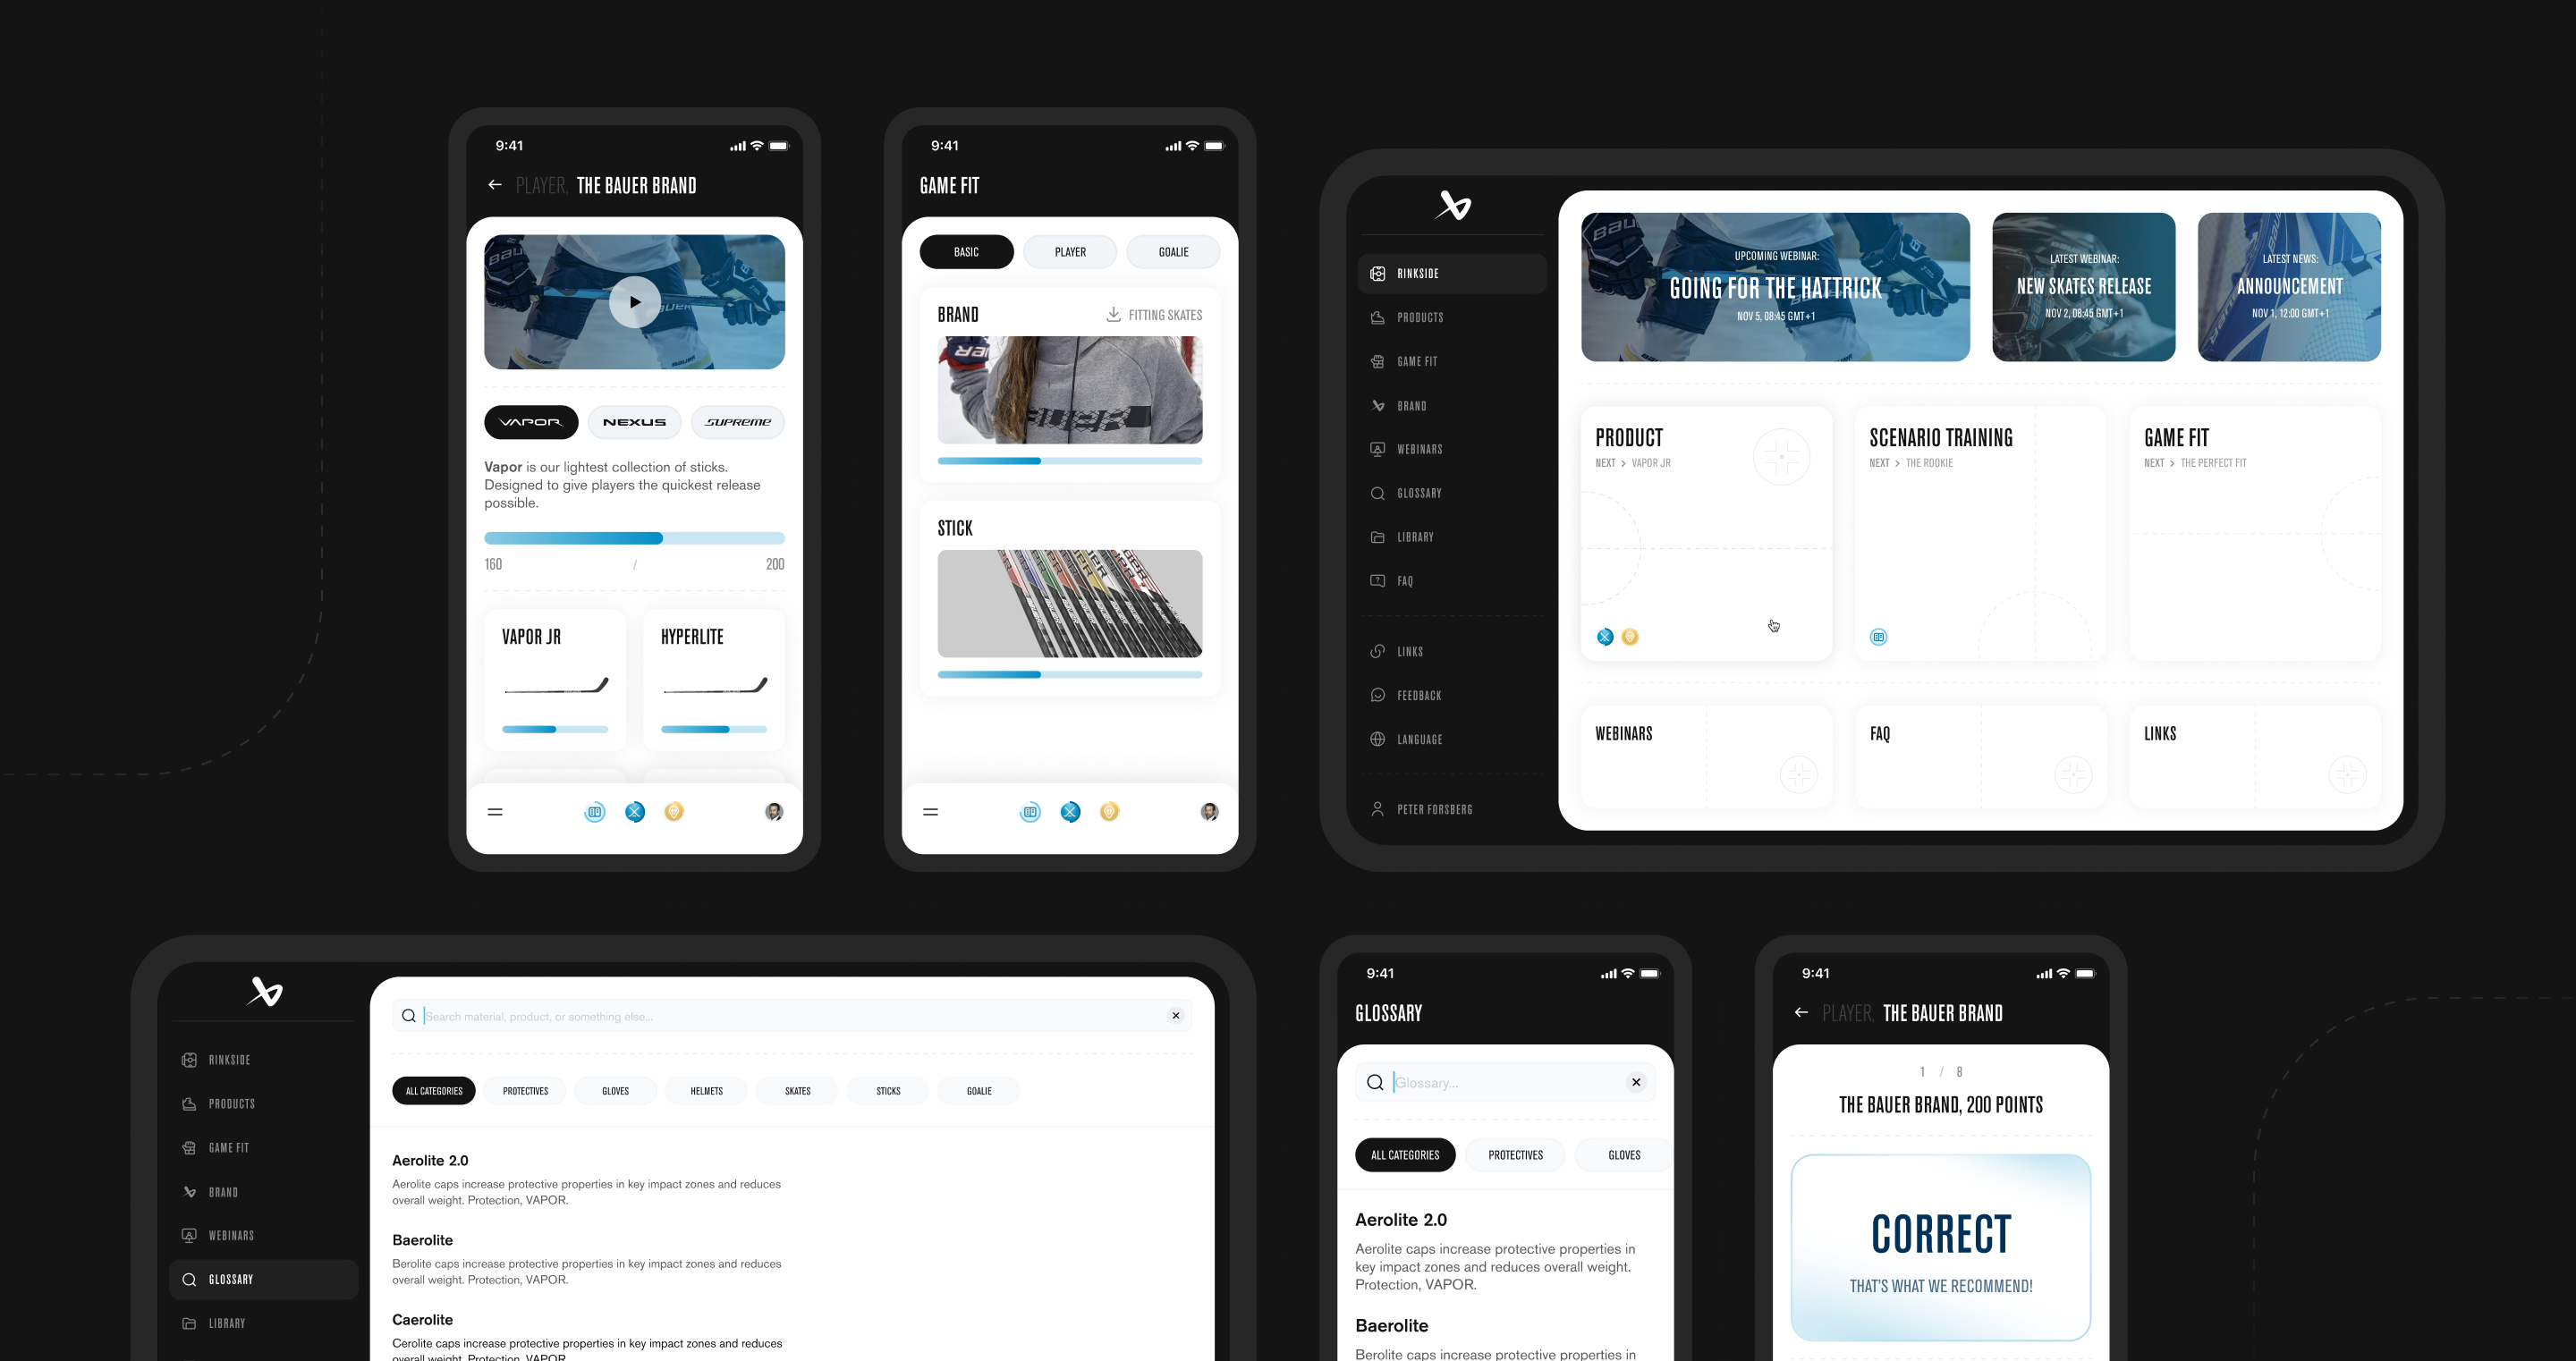 9:41
PLAYER, THE BAUER BRAND
BAUER
BAUER
VAPOR
NEXUS
SUPREME
Vapor is our lightest collection of sticks.
Designed to give players the quickest release
possible.
160 / 200
VAPOR JR
HYPERLITE
9:41
GAME FIT
BASIC
PLAYER
GOALIE
BRAND
FITTING SKATES
STICK
RINKSIDE
PRODUCTS
GAME FIT
BRAND
WEBINARS
GLOSSARY
LIBRARY
FAQ
LINKS
FEEDBACK
LANGUAGE
PETER FORSBERG
UPCOMING WEBINAR:
GOING FOR THE HATTRICK
NOV 5, 08:45 GMT+1
LATEST WEBINAR:
NEW SKATES RELEASE
NOV 2, 08:45 GMT+1
LATEST NEWS:
ANNOUNCEMENT
NOV 1, 12:00 GMT+1
PRODUCT
NEXT > VAPOR JR
SCENARIO TRAINING
NEXT > THE ROOKIE
GAME FIT
NEXT > THE PERFECT FIT
WEBINARS
FAQ
LINKS
RINKSIDE
PRODUCTS
GAME FIT
BRAND
WEBINARS
GLOSSARY
LIBRARY
Search material, product, or something else...
ALL CATEGORIES
PROTECTIVES
GLOVES
HELMETS
SKATES
STICKS
GOALIE
Aerolite 2.0
Aerolite caps increase protective properties in key impact zones and reduces
overall weight. Protection, VAPOR.
Baerolite
Berolite caps increase protective properties in key impact zones and reduces
overall weight. Protection, VAPOR.
Caerolite
Cerolite caps increase protective properties in key impact zones and reduces
overall weight. Protection, VAPOR.
9:41
GLOSSARY
Glossary...
ALL CATEGORIES
PROTECTIVES
GLOVES
Aerolite 2.0
Aerolite caps increase protective properties in
key impact zones and reduces overall weight.
Protection, VAPOR.
Baerolite
Berolite caps increase protective properties in
9:41
PLAYER, THE BAUER BRAND
1 / 8
THE BAUER BRAND, 200 POINTS
CORRECT
THAT'S WHAT WE RECOMMEND!